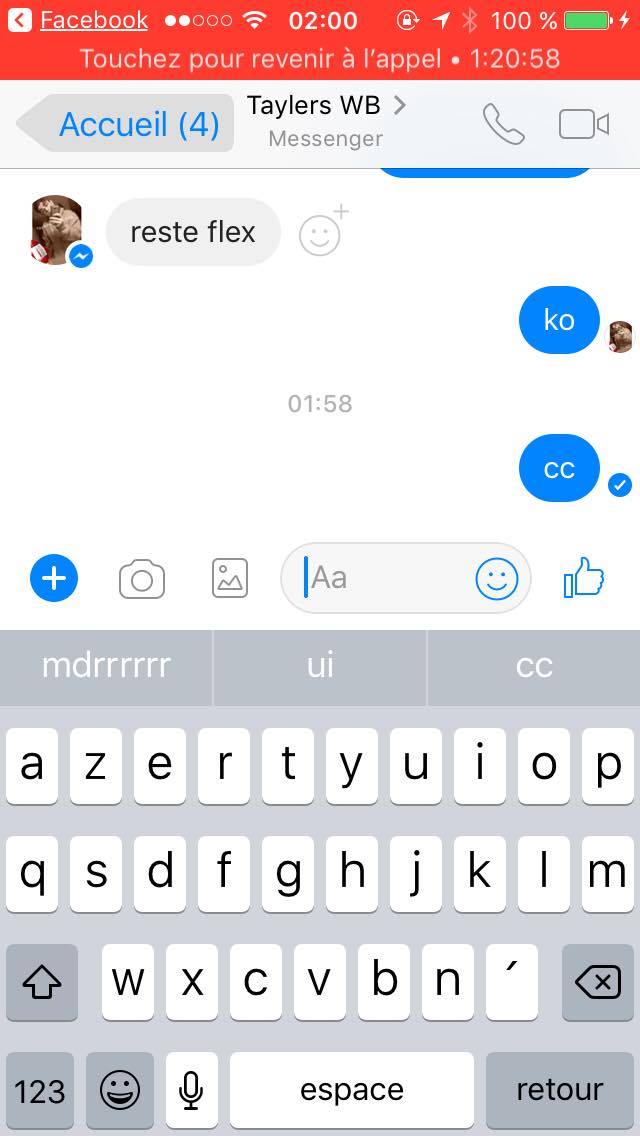 Facebook 02:00 100 %
Touchez pour revenir à l’appel • 1:20:58
Accueil (4) Taylers WB
Messenger
reste flex
ko
01:58
cc
Aa
mdrrrrrr ui cc
a z e r t y u i o p
q s d f g h j k l m
w x c v b n ´
123 espace retour